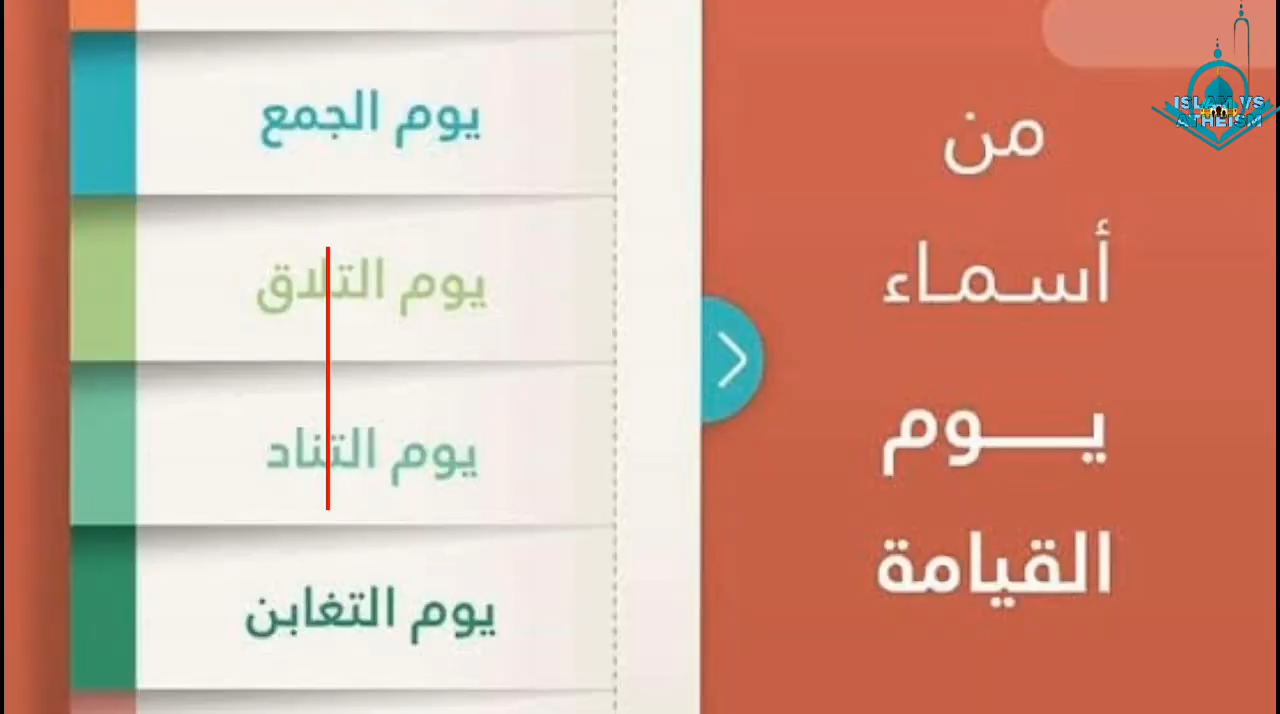 من
أسماء
يوم
القيامة
يوم الجمع
يوم التلاق
يوم التناد
يوم التغابن
ISLAM VS
ATHEISM